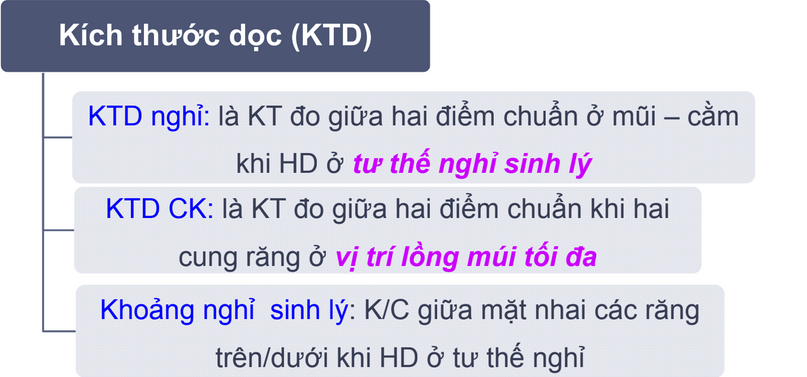 Kích thước dọc (KTD)
KTD nghỉ: là KT đo giữa hai điểm chuẩn ở mũi – cằm
khi HD ở tư thế nghỉ sinh lý
KTD CK: là KT đo giữa hai điểm chuẩn khi hai
cung răng ở vị trí lồng múi tối đa
Khoảng nghỉ sinh lý: K/C giữa mặt nhai các răng
trên/dưới khi HD ở tư thế nghỉ